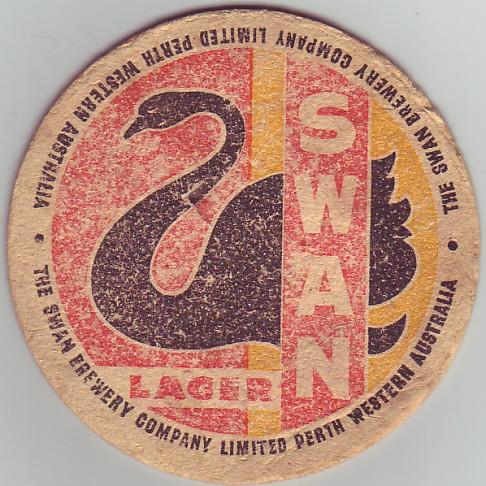 THE SWAN BREWERY COMPANY LIMITED PERTH WESTERN AUSTRALIA •
THE SWAN BREWERY COMPANY LIMITED PERTH WESTERN AUSTRALIA •
SWAN
LAGER